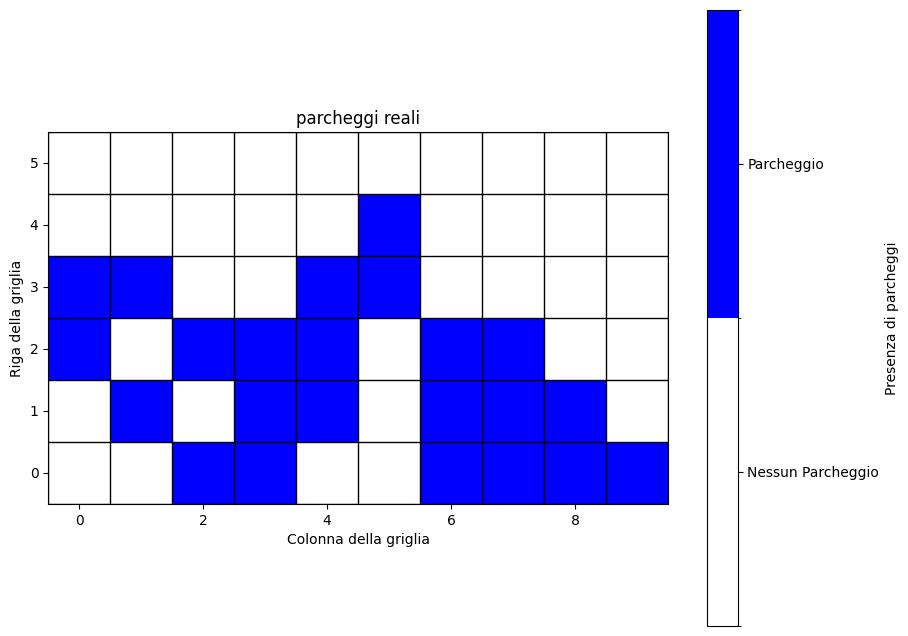 parcheggi reali
5
4
3
2
1
0
Riga della griglia
0 2 4 6 8
Colonna della griglia
Parcheggio
Nessun Parcheggio
Presenza di parcheggi